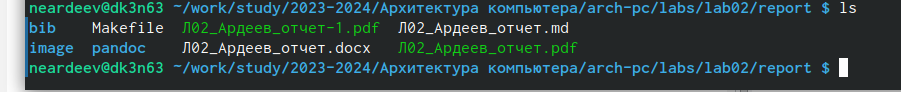 neardeev@dk3n63 ~/work/study/2023-2024/Архитектура компьютера/arch-pc/labs/lab02/report $ ls
bib Makefile Л02_Ардеев_отчет-1.pdf Л02_Ардеев_отчет.md
image pandoc Л02_Ардеев_отчет.docx Л02_Ардеев_отчет.pdf
neardeev@dk3n63 ~/work/study/2023-2024/Архитектура компьютера/arch-pc/labs/lab02/report $